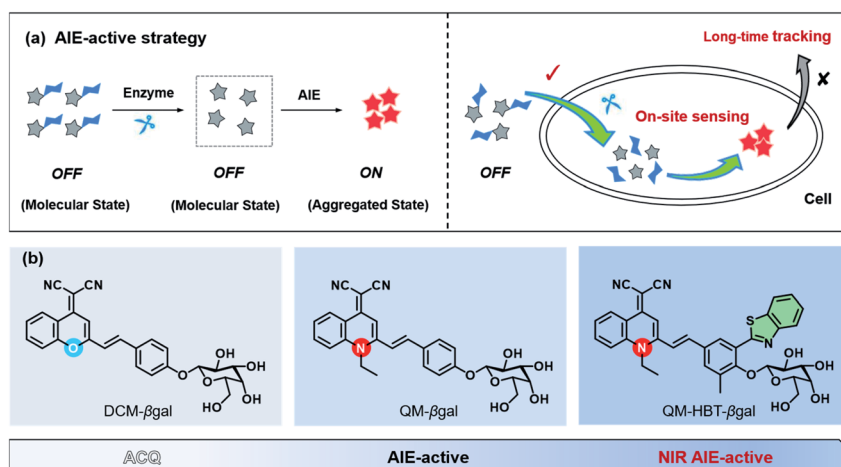 (a) AIE-active strategy
Enzyme
AIE
OFF
OFF
ON
(Molecular State)
(Molecular State)
(Aggregated State)
Long-time tracking
✓
✘
On-site sensing
OFF
Cell
(b)
NC CN
O
O
OH
OH
O
HO
OH
DCM-βgal
NC CN
N
O
OH
OH
O
HO
OH
QM-βgal
NC CN
S
N
N
O
OH
OH
O
HO
OH
QM-HBT-βgal
ACQ
AIE-active
NIR AIE-active